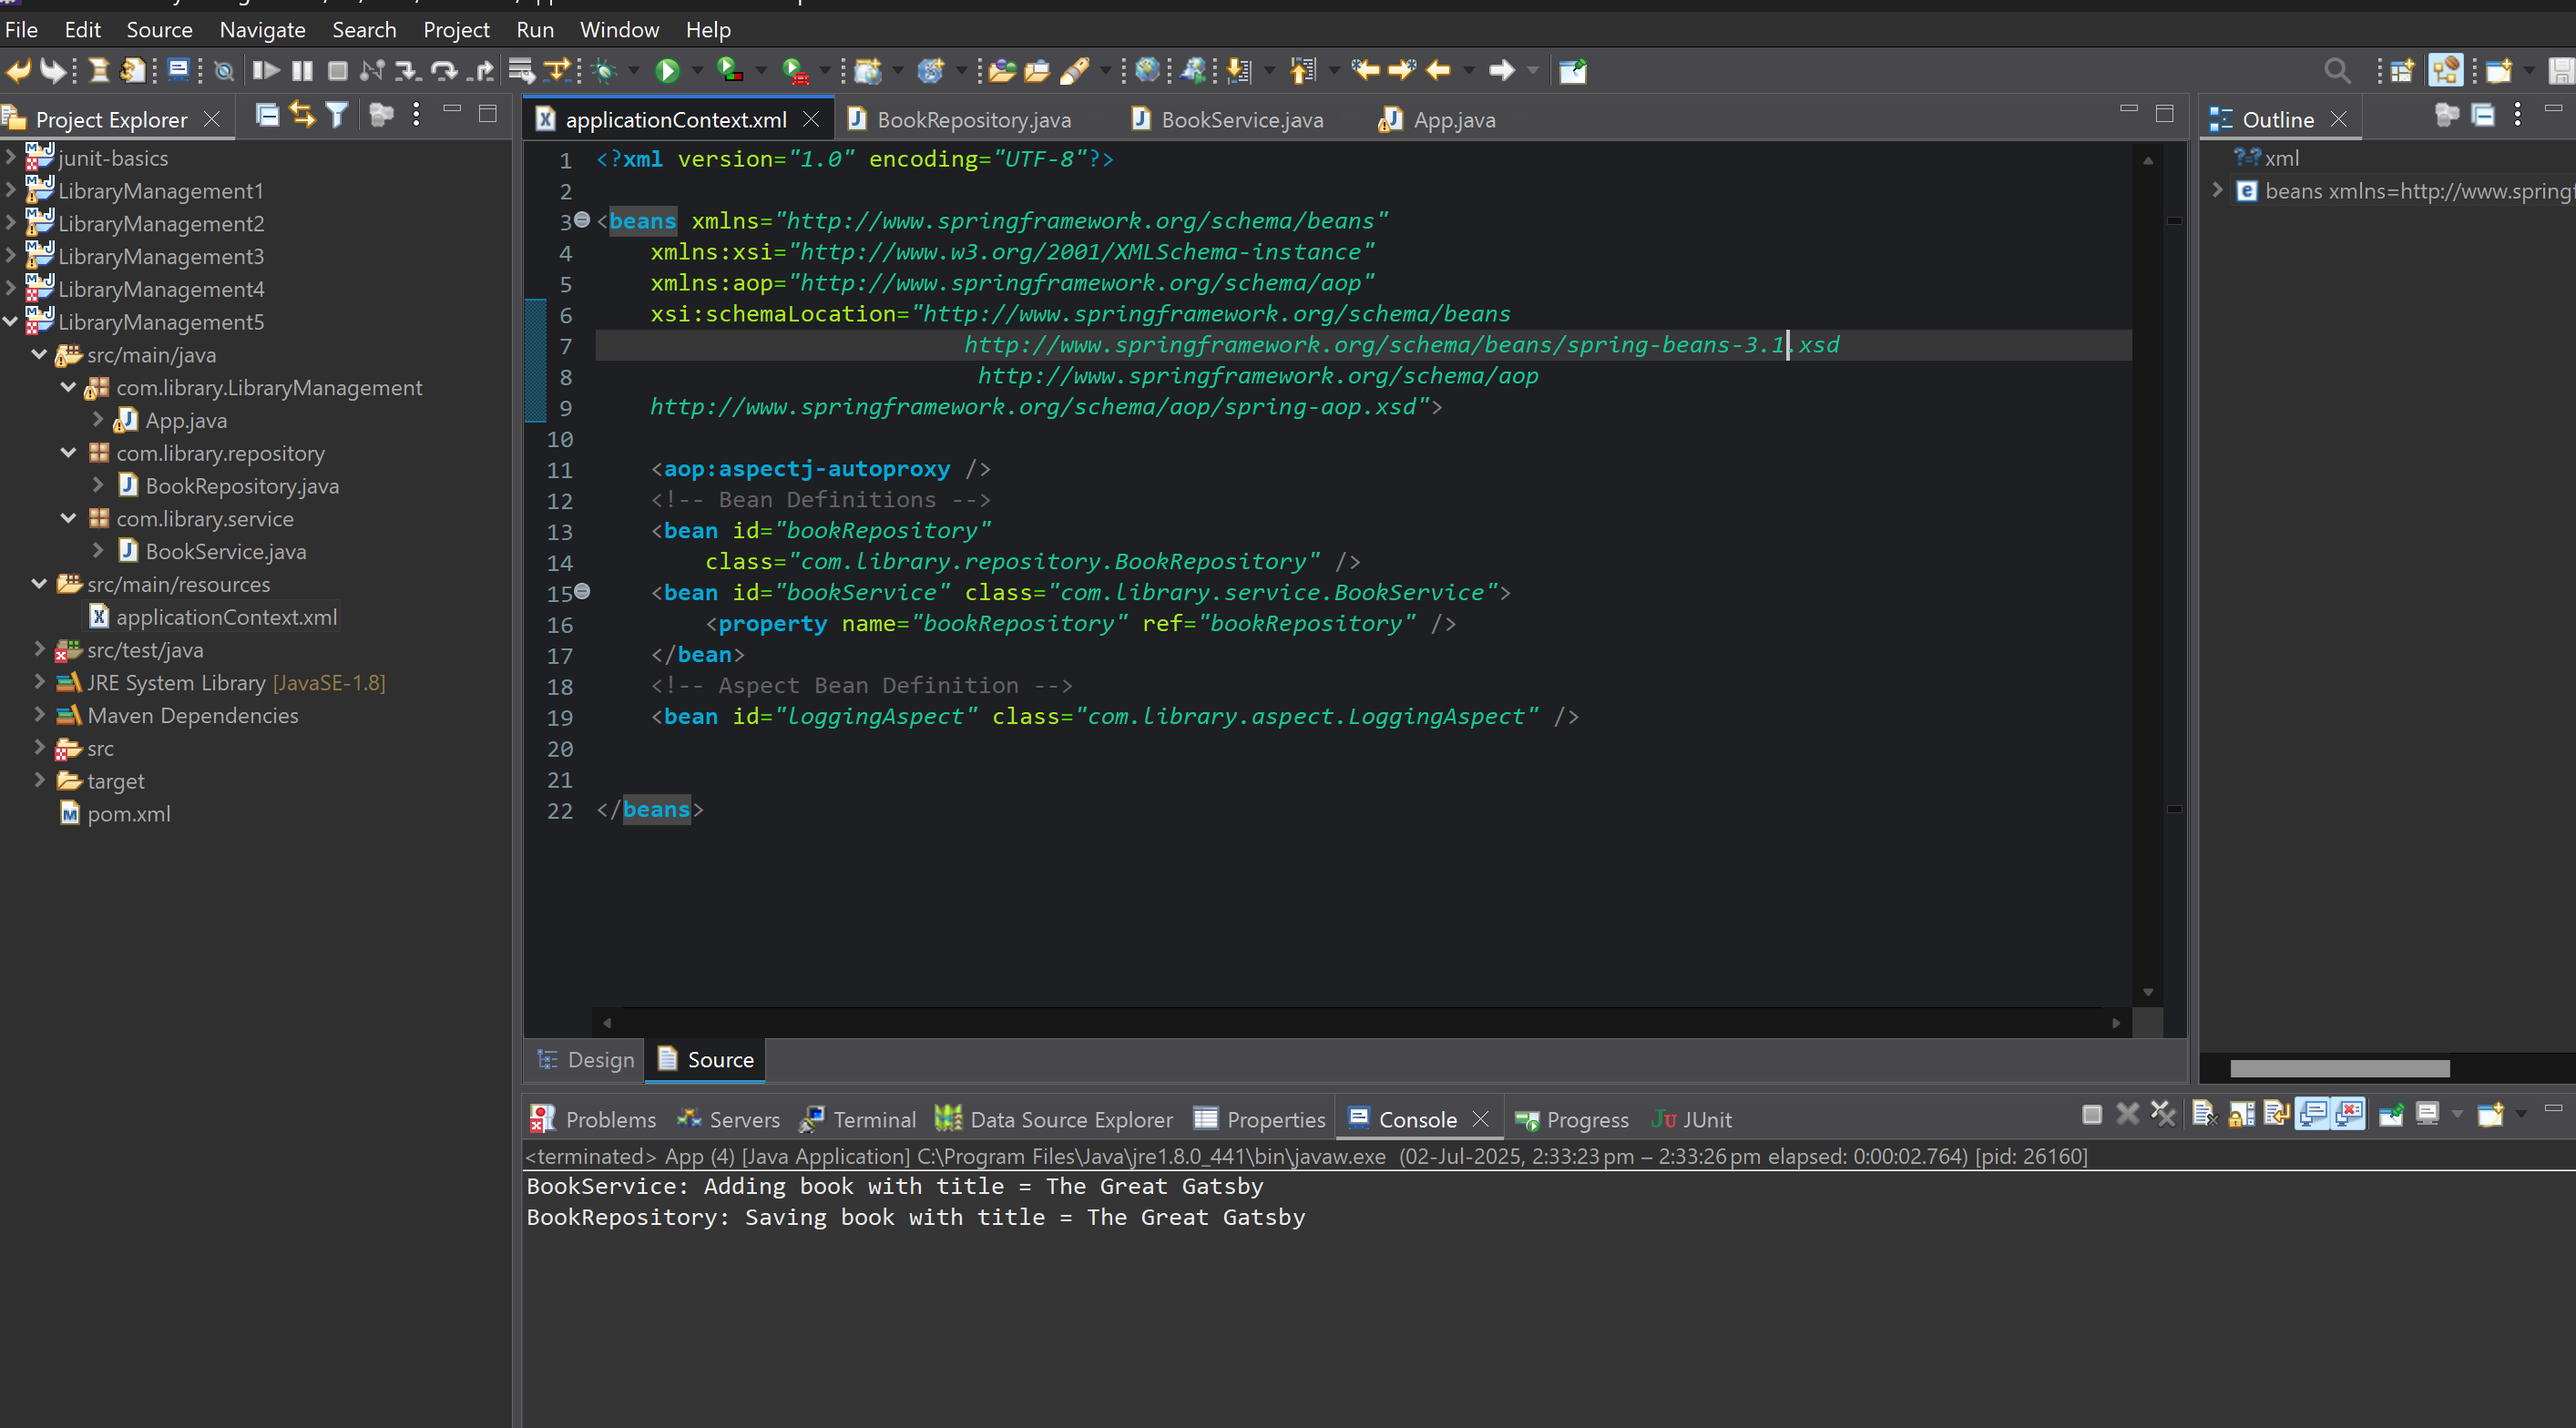 File Edit Source Navigate Search Project Run Window Help
Project Explorer
junit-basics
LibraryManagement1
LibraryManagement2
LibraryManagement3
LibraryManagement4
LibraryManagement5
src/main/java
com.library.LibraryManagement
App.java
com.library.repository
BookRepository.java
com.library.service
BookService.java
src/main/resources
applicationContext.xml
src/test/java
JRE System Library [JavaSE-1.8]
Maven Dependencies
src
target
pom.xml
applicationContext.xml BookRepository.java BookService.java App.java
1 <?xml version="1.0" encoding="UTF-8"?>
2
3 <beans xmlns="http://www.springframework.org/schema/beans"
4 xmlns:xsi="http://www.w3.org/2001/XMLSchema-instance"
5 xmlns:aop="http://www.springframework.org/schema/aop"
6 xsi:schemaLocation="http://www.springframework.org/schema/beans
7 http://www.springframework.org/schema/beans/spring-beans-3.1.xsd
8 http://www.springframework.org/schema/aop
9 http://www.springframework.org/schema/aop/spring-aop.xsd">
10
11 <aop:aspectj-autoproxy />
12 <!-- Bean Definitions -->
13 <bean id="bookRepository"
14 class="com.library.repository.BookRepository" />
15 <bean id="bookService" class="com.library.service.BookService">
16 <property name="bookRepository" ref="bookRepository" />
17 </bean>
18 <!-- Aspect Bean Definition -->
19 <bean id="loggingAspect" class="com.library.aspect.LoggingAspect" />
20
21
22 </beans>
Design Source
Outline
xml
beans xmlns=http://www.springf
Problems Servers Terminal Data Source Explorer Properties Console Progress JUnit
<terminated> App (4) [Java Application] C:\Program Files\Java\jre1.8.0_441\bin\javaw.exe (02-Jul-2025, 2:33:23 pm – 2:33:26 pm elapsed: 0:00:02.764) [pid: 26160]
BookService: Adding book with title = The Great Gatsby
BookRepository: Saving book with title = The Great Gatsby